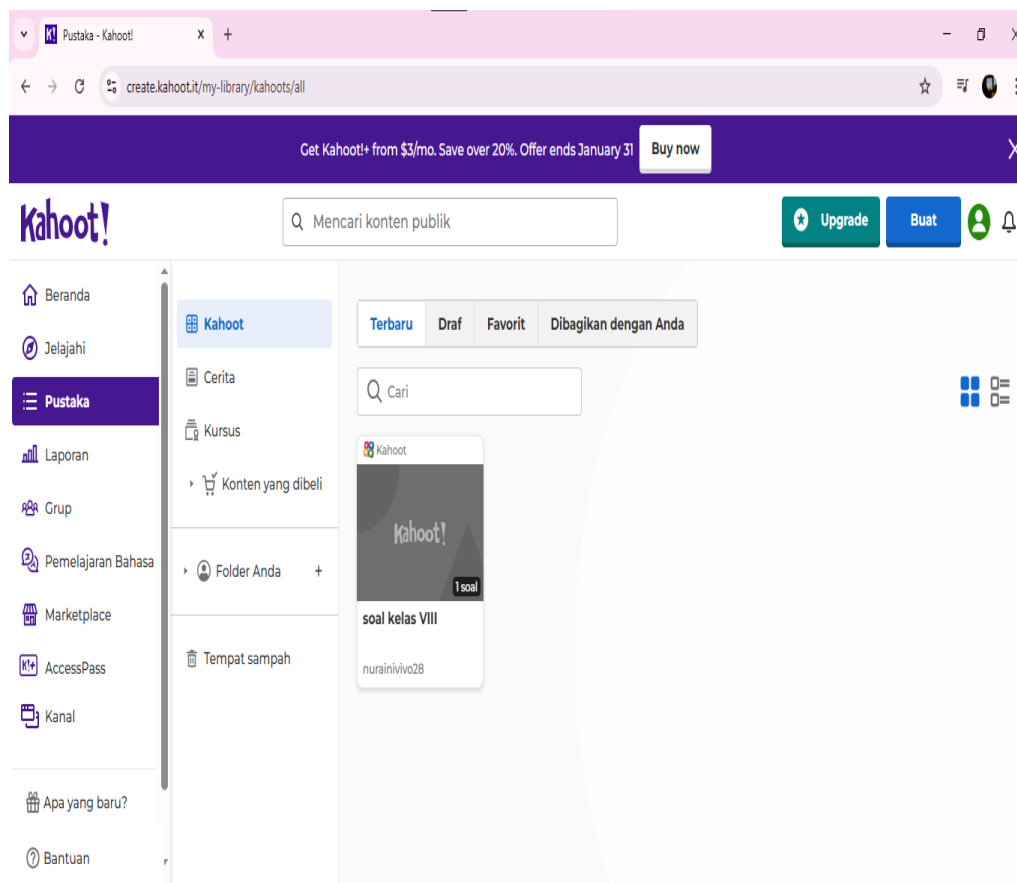 Pustaka - Kahoot!
create.kahoot.it/my-library/kahoots/all
Get Kahoot!+ from $3/mo. Save over 20%. Offer ends January 31 Buy now
Kahoot!
Mencari konten publik
Upgrade
Buat
Beranda
Jelajahi
Pustaka
Laporan
Grup
Pemelajaran Bahasa
Marketplace
K!+ AccessPass
Kanal
Apa yang baru?
Bantuan
Kahoot
Cerita
Kursus
Konten yang dibeli
Folder Anda +
Tempat sampah
Terbaru Draf Favorit Dibagikan dengan Anda
Cari
Kahoot
Kahoot!
1 soal
soal kelas VIII
nurainivivo28